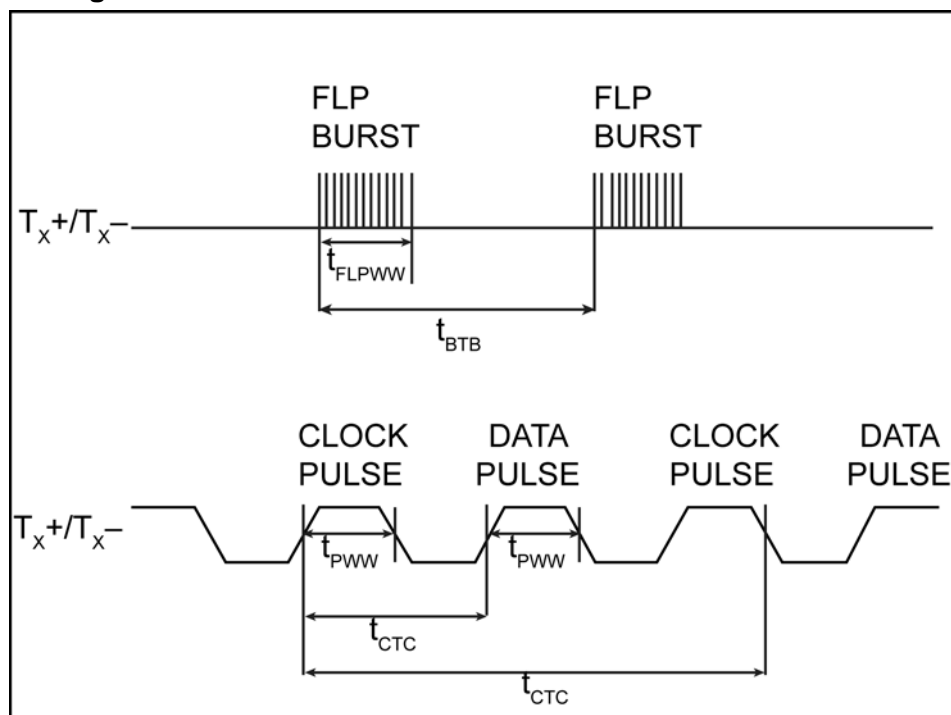 FLP BURST
FLP BURST
Tx+/Tx–
tFLPWW
tBTB
CLOCK PULSE
DATA PULSE
CLOCK PULSE
DATA PULSE
Tx+/Tx–
tPWW
tPWW
tCTC
tCTC